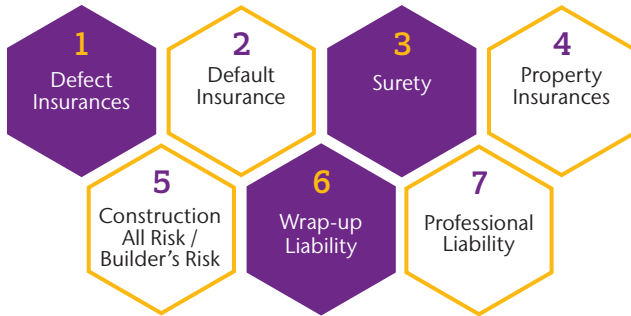 1
Defect
Insurances
2
Default
Insurance
3
Surety
4
Property
Insurances
5
Construction
All Risk /
Builder’s Risk
6
Wrap-up
Liability
7
Professional
Liability